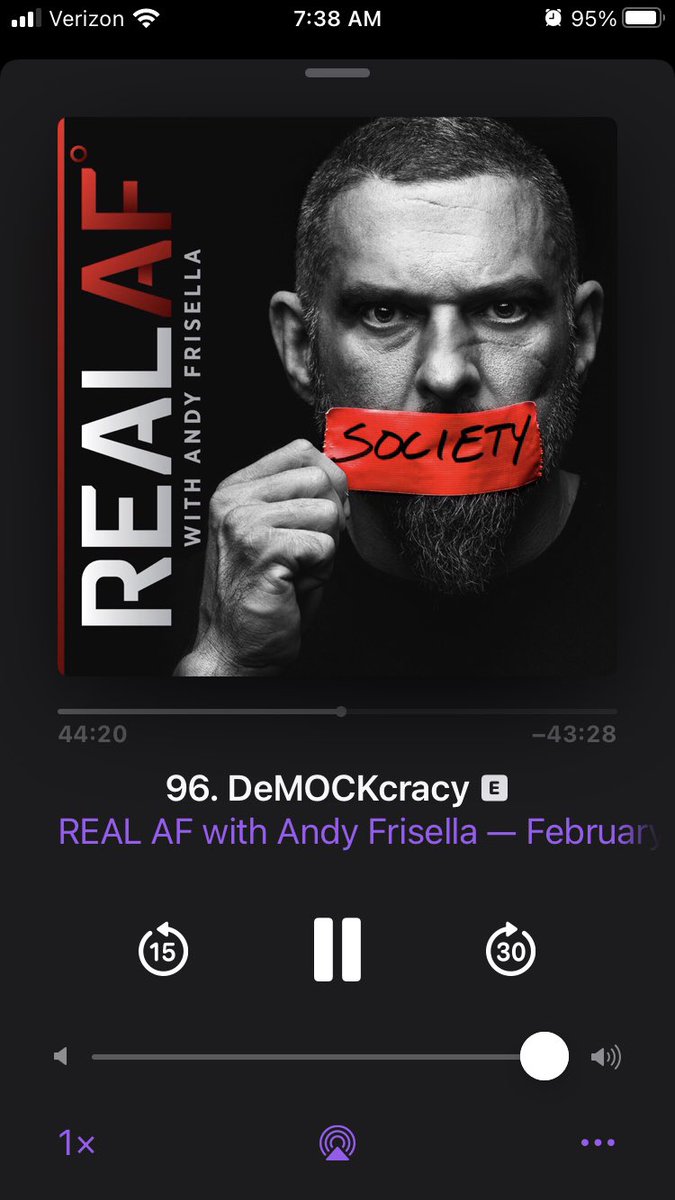 Verizon 7:38 AM 95%
REAL AF
WITH ANDY FRISELLA
SOCIETY
44:20 –43:28
96. DeMOCKcracy E
REAL AF with Andy Frisella — February
15 30
1×